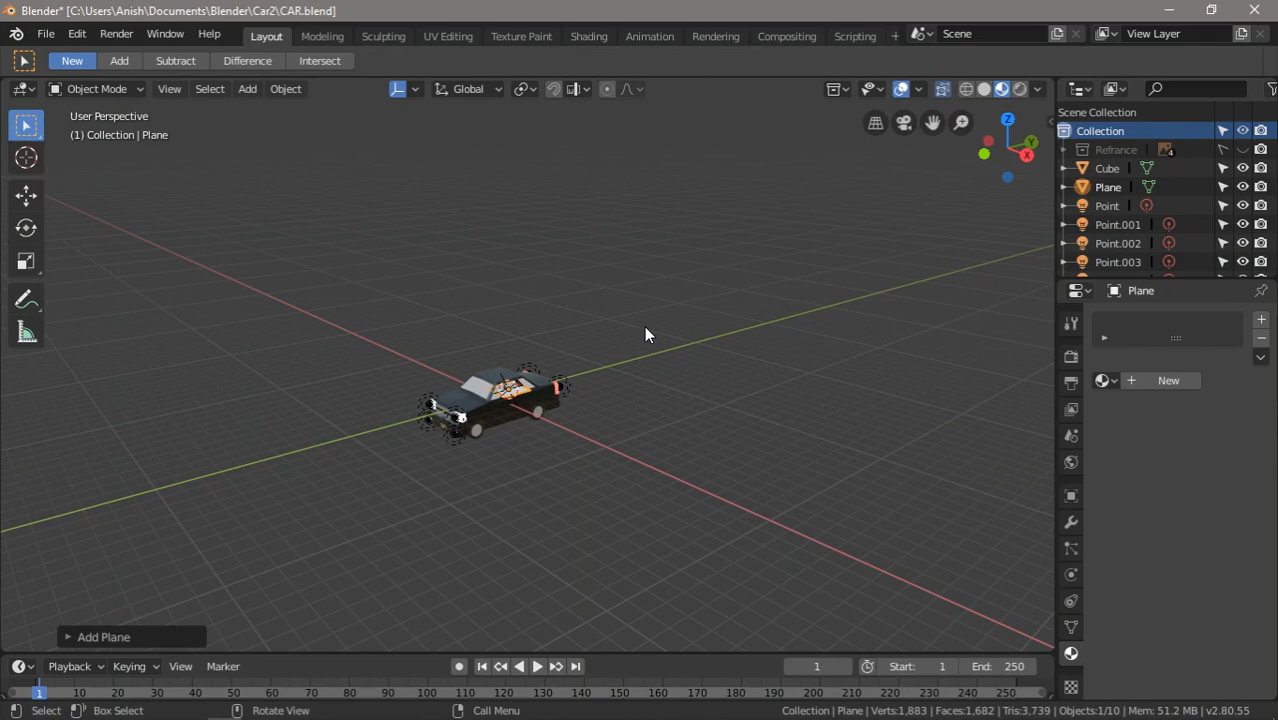 Blender* [C:\Users\Anish\Documents\Blender\Car2\CAR.blend]
File Edit Render Window Help Layout Modeling Sculpting UV Editing Texture Paint Shading Animation Rendering Compositing Scripting + Scene View Layer
New Add Subtract Difference Intersect
Object Mode View Select Add Object Global
User Perspective
(1) Collection | Plane
Z
Y
X
Scene Collection
Collection
Refrance 4
Cube
Plane
Point
Point.001
Point.002
Point.003
Plane
New
Add Plane
Playback Keying View Marker 1 Start: 1 End: 250
1 10 20 30 40 50 60 70 80 90 100 110 120 130 140 150 160 170 180 190 200 210 220 230 240 250
Select Box Select Rotate View Call Menu Collection | Plane | Verts:1,883 | Faces:1,682 | Tris:3,739 | Objects:1/10 | Mem: 51.2 MB | v2.80.55